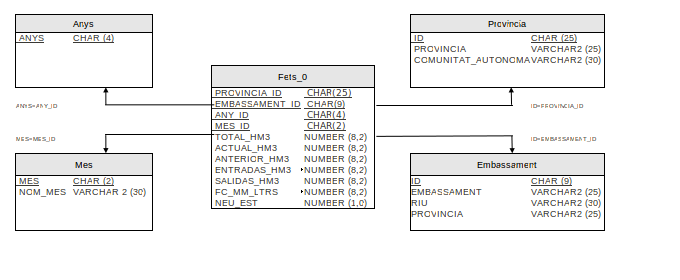 Anys
ANYS CHAR (4)
Provincia
ID CHAR (25)
PROVINCIA VARCHAR2 (25)
COMUNITAT_AUTONOMA VARCHAR2 (30)
Fets_0
PROVINCIA_ID CHAR(25)
EMBASSAMENT_ID CHAR(9)
ANY_ID CHAR(4)
MES_ID CHAR(2)
TOTAL_HM3 NUMBER (8,2)
ACTUAL_HM3 NUMBER (8,2)
ANTERIOR_HM3 NUMBER (8,2)
ENTRADAS_HM3 NUMBER (8,2)
SALIDAS_HM3 NUMBER (8,2)
FC_MM_LTRS NUMBER (8,2)
NEU_EST NUMBER (1,0)
ANYS=ANY_ID
ID=PROVINCIA_ID
MES=MES_ID
ID=EMBASSAMENT_ID
Mes
MES CHAR (2)
NOM_MES VARCHAR 2 (30)
Embassament
ID CHAR (9)
EMBASSAMENT VARCHAR2 (25)
RIU VARCHAR2 (30)
PROVINCIA VARCHAR2 (25)